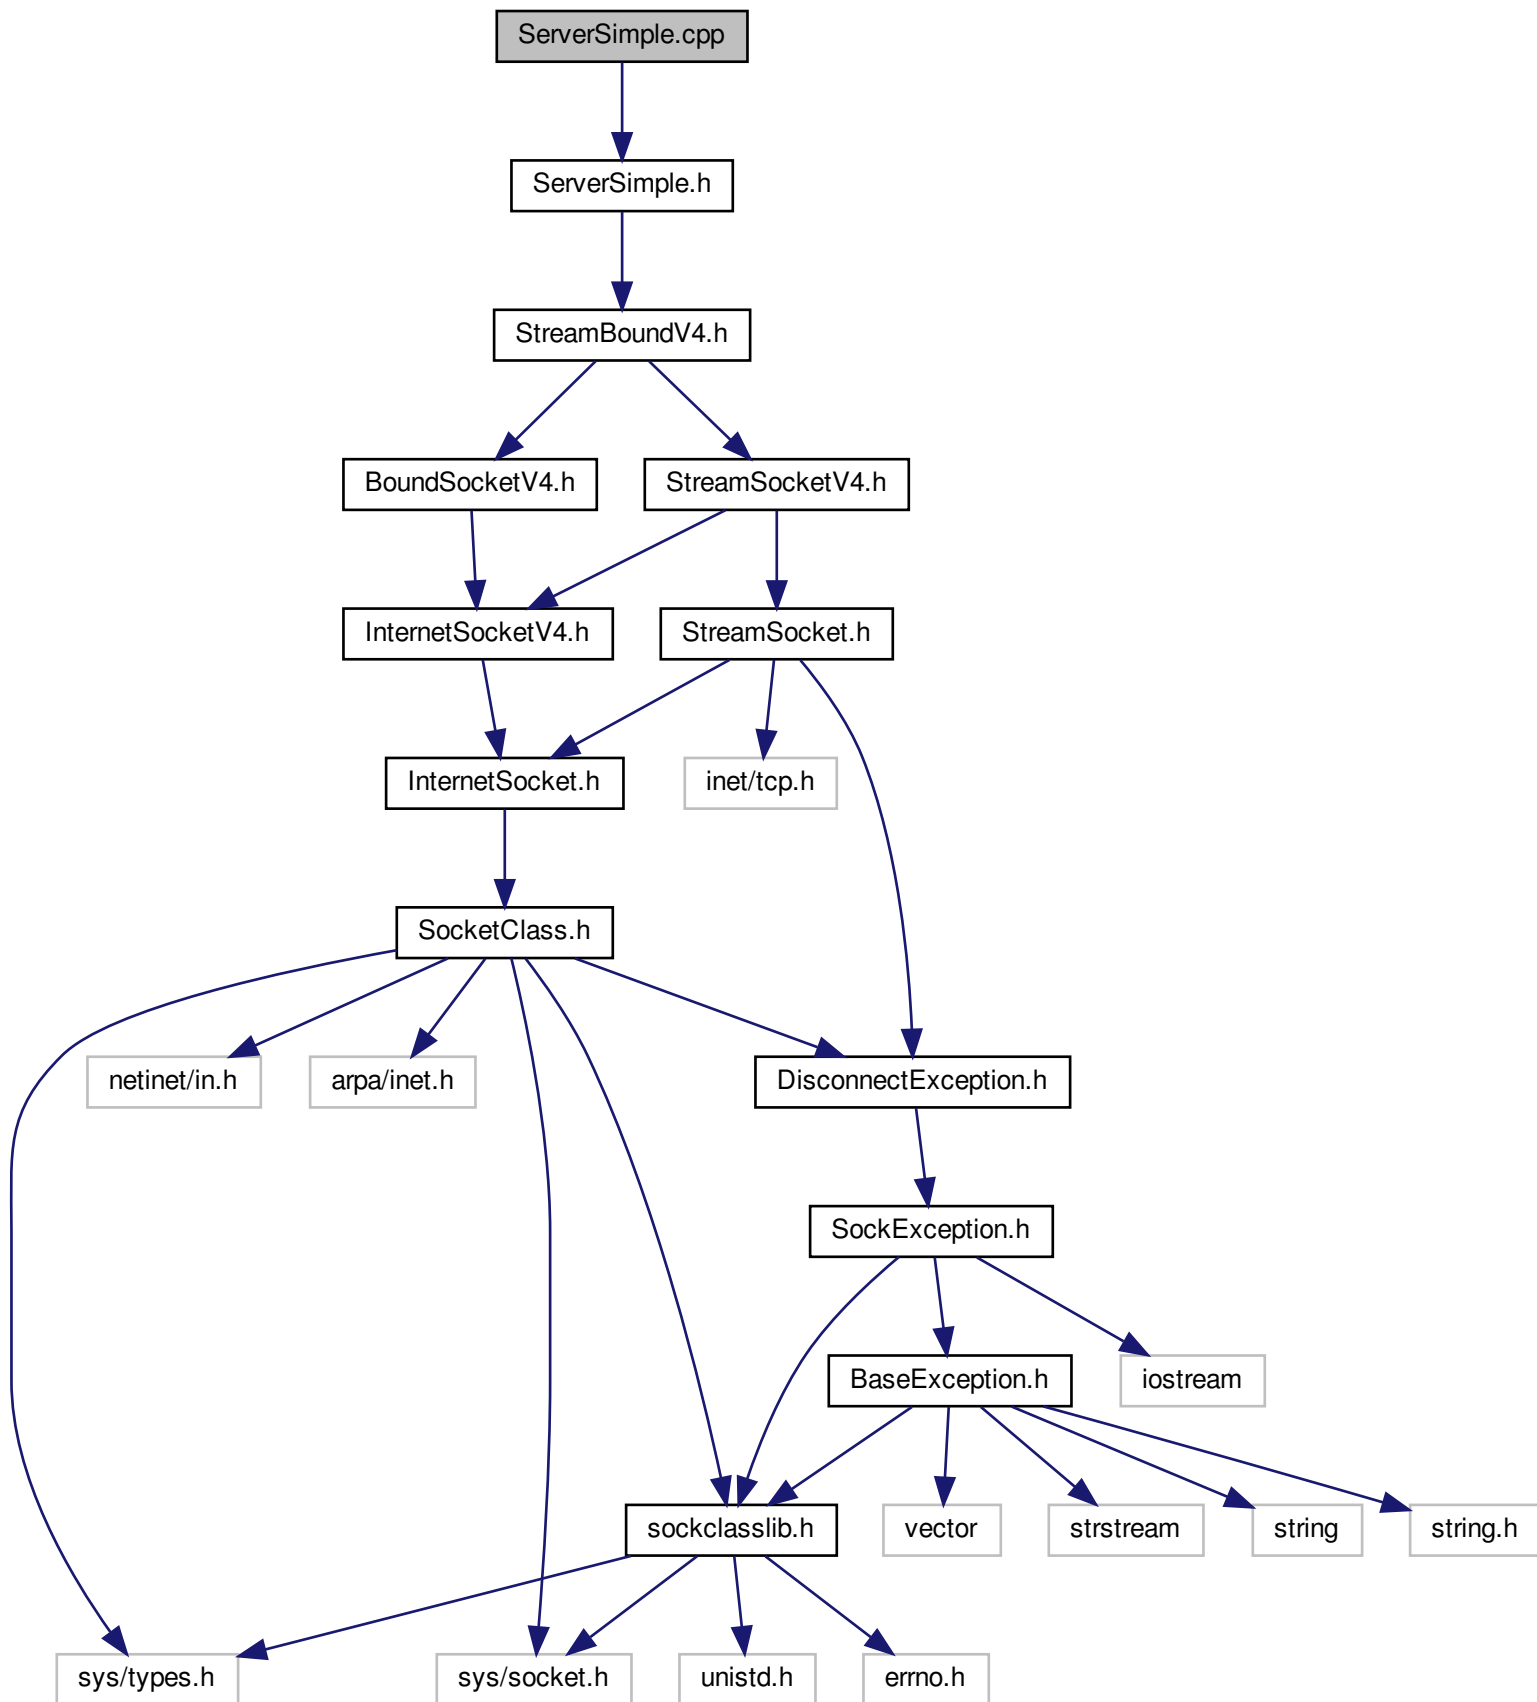 ServerSimple.cpp
ServerSimple.h
StreamBoundV4.h
BoundSocketV4.h
StreamSocketV4.h
InternetSocketV4.h
StreamSocket.h
InternetSocket.h
inet/tcp.h
SocketClass.h
netinet/in.h
arpa/inet.h
DisconnectException.h
SockException.h
BaseException.h
iostream
sockclasslib.h
vector
strstream
string
string.h
sys/types.h
sys/socket.h
unistd.h
errno.h